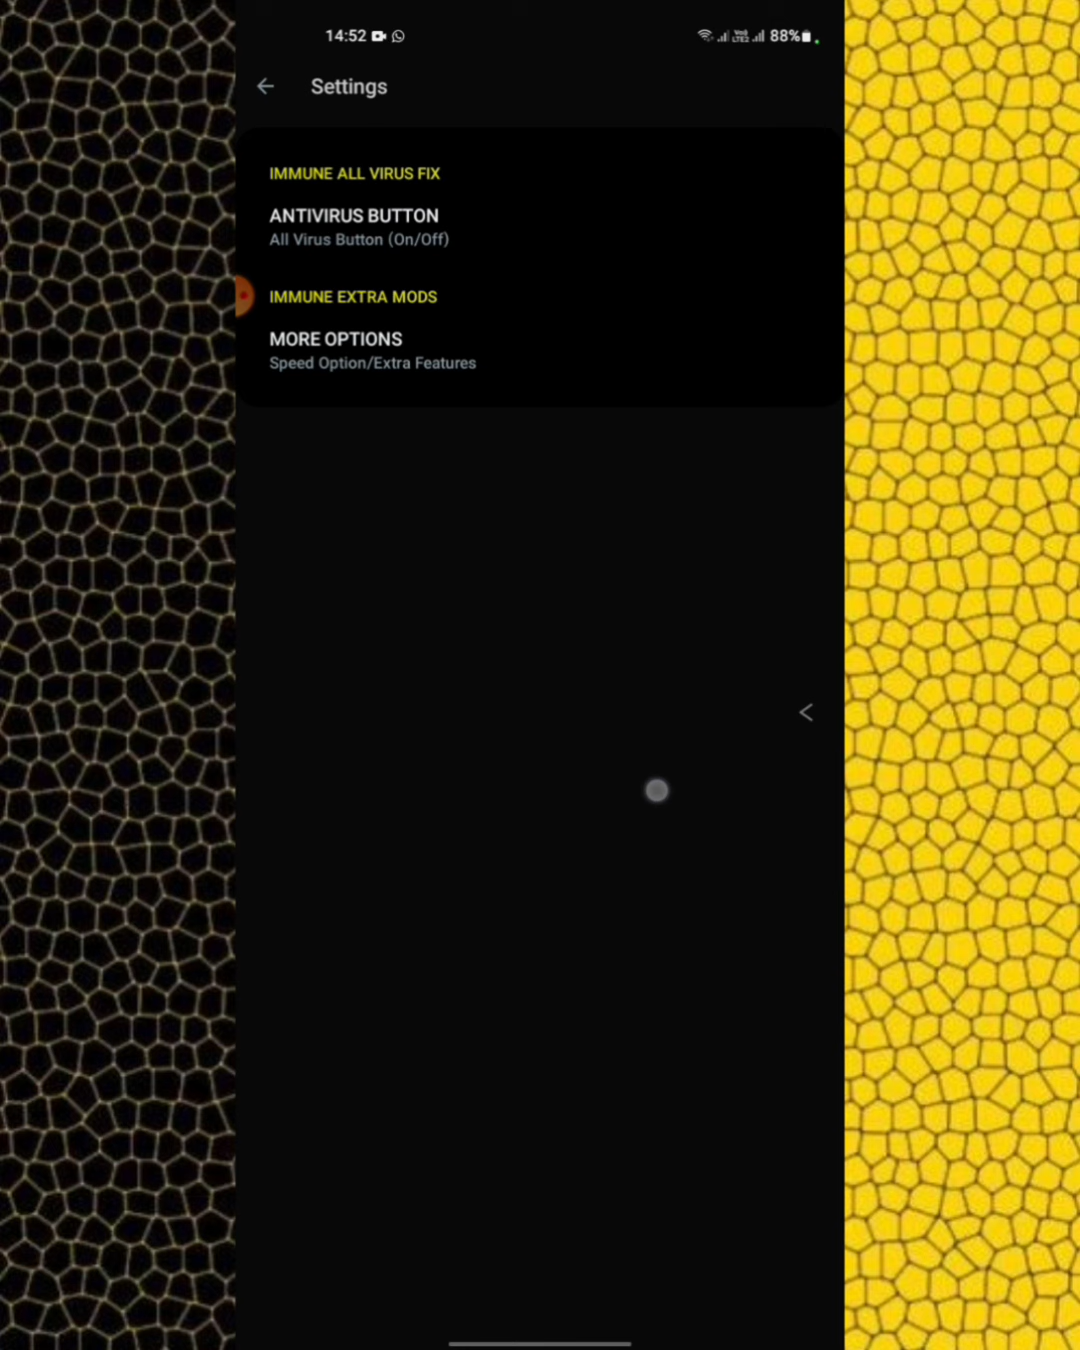 14:52 88%
Settings
IMMUNE ALL VIRUS FIX
ANTIVIRUS BUTTON
All Virus Button (On/Off)
IMMUNE EXTRA MODS
MORE OPTIONS
Speed Option/Extra Features